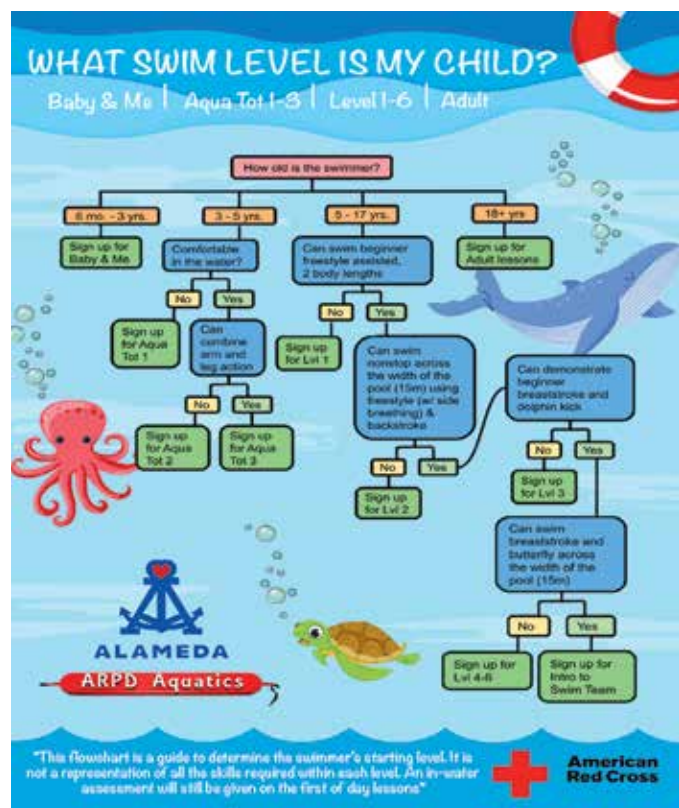 WHAT SWIM LEVEL IS MY CHILD?
Baby & Me | Aqua Tot 1-3 | Level 1-6 | Adult
How old is the swimmer?
6 mo. - 3 yrs.
3 - 5 yrs.
5 - 17 yrs.
18+ yrs
Sign up for
Baby & Me
Comfortable
in the water?
Can swim beginner
freestyle assisted,
2 body lengths
Sign up for
Adult lessons
No
Yes
No
Yes
Sign up
for Aqua
Tot 1
Can
combine
arm and
leg action
Sign up
for Lvl 1
Can swim
nonstop across
the width of the
pool (15m) using
freestyle (w/ side
breathing) &
backstroke
Can demonstrate
beginner
breaststroke and
dolphin kick
No
Yes
Sign up
for Aqua
Tot 2
Sign up
for Aqua
Tot 3
No
Yes
No
Yes
Sign up
for Lvl 2
Sign up
for Lvl 3
Can swim
breaststroke and
butterfly across
the width of the
pool (15m)
No
Yes
Sign up for
Lvl 4-6
Sign up for
Intro to
Swim Team
ALAMEDA
ARPD Aquatics
"This flowchart is a guide to determine the swimmer's starting level. It is
not a representation of all the skills required within each level. An in-water
assessment will still be given on the first of day lessons"
American
Red Cross